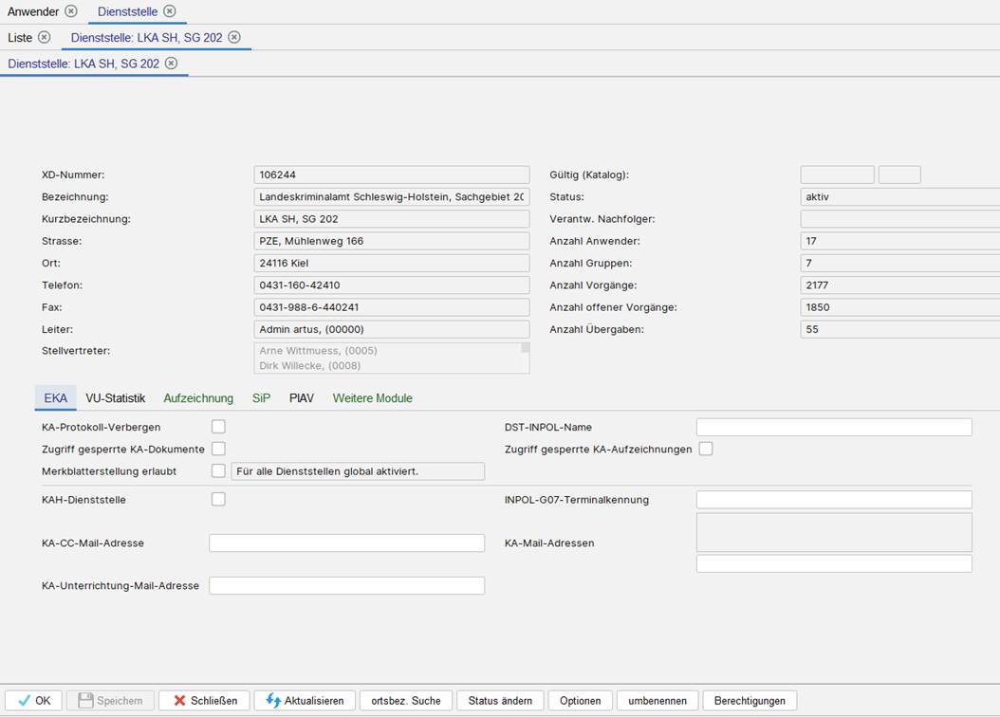 Anwender Dienststelle
Liste Dienststelle: LKA SH, SG 202
Dienststelle: LKA SH, SG 202
XD-Nummer: 106244 Gültig (Katalog):
Bezeichnung: Landeskriminalamt Schleswig-Holstein, Sachgebiet Status: aktiv
Kurzbezeichnung: LKA SH, SG 202 Verantw. Nachfolger:
Strasse: PZE, Mühlenweg 166 Anzahl Anwender: 17
Ort: 24116 Kiel Anzahl Gruppen: 7
Telefon: 0431-160-42410 Anzahl Vorgänge: 2177
Fax: 0431-988-6-440241 Anzahl offener Vorgänge: 1850
Leiter: Admin artus, (00000) Anzahl Übergaben: 55
Stellvertreter: Arne Wittmuess, (0005)
Dirk Willecke, (0008)
EKA VU-Statistik Aufzeichnung SiP PIAV Weitere Module
KA-Protokoll-Verbergen DST-INPOL-Name
Zugriff gesperrte KA-Dokumente Zugriff gesperrte KA-Aufzeichnungen
Merkblatterstellung erlaubt Für alle Dienststellen global aktiviert.
KAH-Dienststelle INPOL-G07-Terminalkennung
KA-CC-Mail-Adresse KA-Mail-Adressen
KA-Unterrichtung-Mail-Adresse
OK Speichern Schließen Aktualisieren ortsbez. Suche Status ändern Optionen umbenennen Berechtigungen